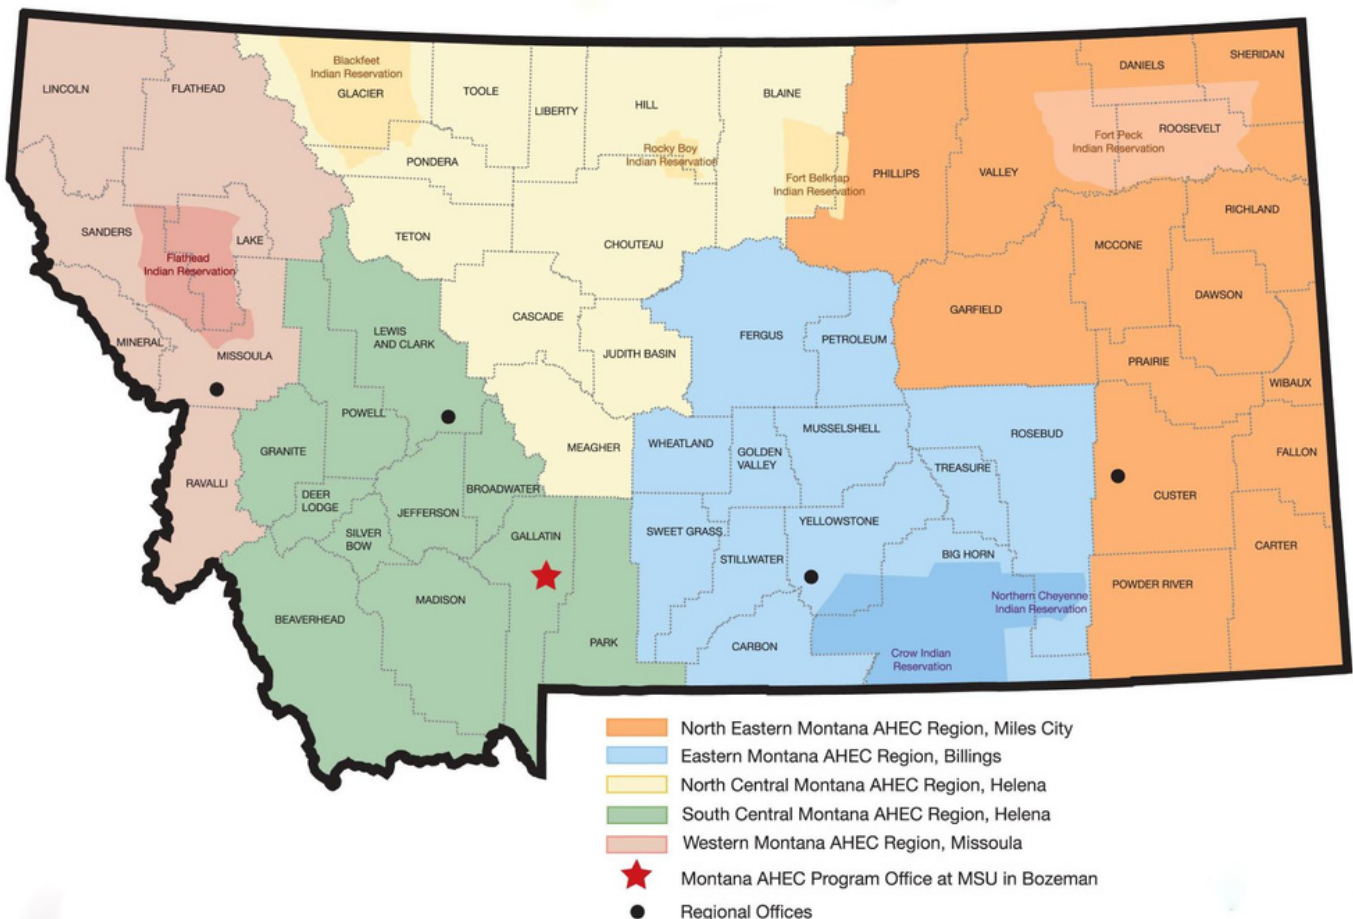 LINCOLN
FLATHEAD
Blackfeet
Indian Reservation
GLACIER
TOOLE
LIBERTY
HILL
BLAINE
DANIELS
SHERIDAN
PONDERA
Rocky Boy
Indian Reservation
Fort Belknap
Indian Reservation
PHILLIPS
VALLEY
Fort Peck
Indian Reservation
ROOSEVELT
SANDERS
LAKE
Flathead
Indian Reservation
TETON
CHOUTEAU
MCCONE
RICHLAND
MINERAL
MISSOULA
LEWIS
AND CLARK
CASCADE
JUDITH BASIN
FERGUS
PETROLEUM
GARFIELD
DAWSON
PRAIRIE
WIBAUX
POWELL
GRANITE
MEAGHER
WHEATLAND
GOLDEN
VALLEY
MUSSELSHELL
ROSEBUD
TREASURE
FALLON
RAVALLI
DEER
LODGE
JEFFERSON
BROADWATER
CUSTER
SILVER
BOW
GALLATIN
SWEET GRASS
STILLWATER
YELLOWSTONE
BIG HORN
CARTER
BEAVERHEAD
MADISON
PARK
CARBON
Northern Cheyenne
Indian Reservation
POWDER RIVER
Crow Indian
Reservation
North Eastern Montana AHEC Region, Miles City
Eastern Montana AHEC Region, Billings
North Central Montana AHEC Region, Helena
South Central Montana AHEC Region, Helena
Western Montana AHEC Region, Missoula
Montana AHEC Program Office at MSU in Bozeman
Regional Offices